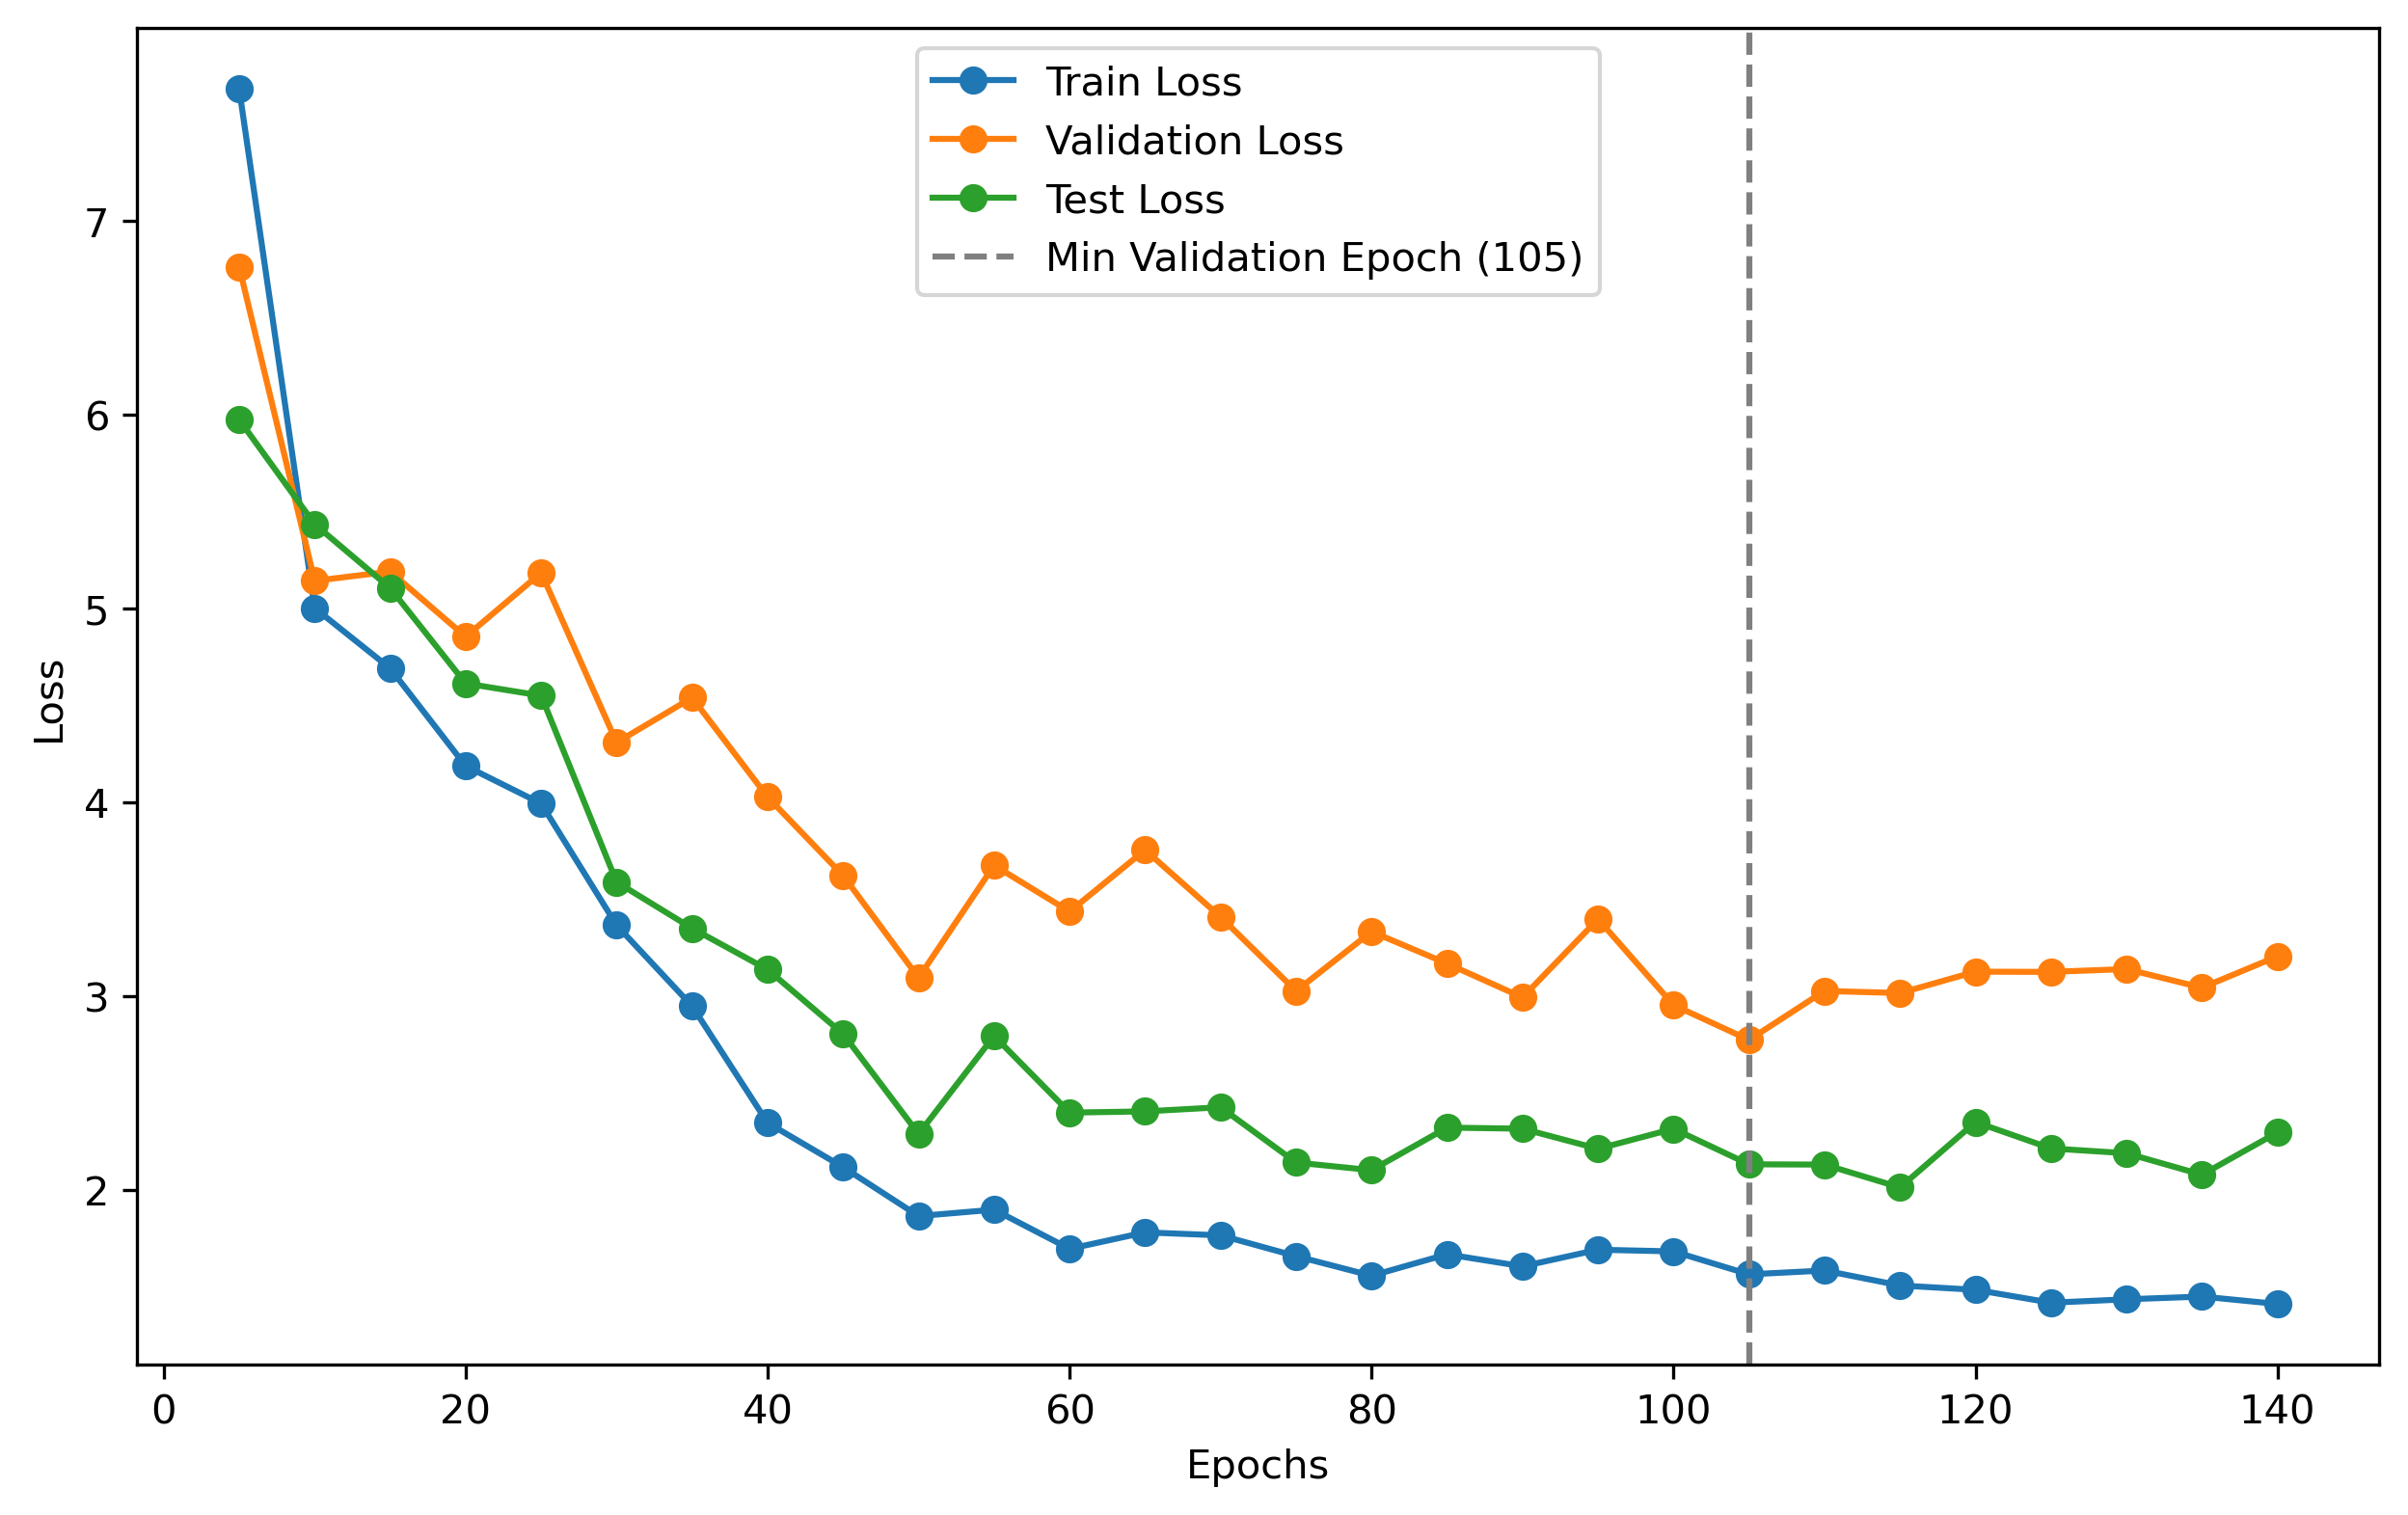 Train Loss
Validation Loss
Test Loss
Min Validation Epoch (105)
7
6
5
4
3
2
Loss
0 20 40 60 80 100 120 140
Epochs